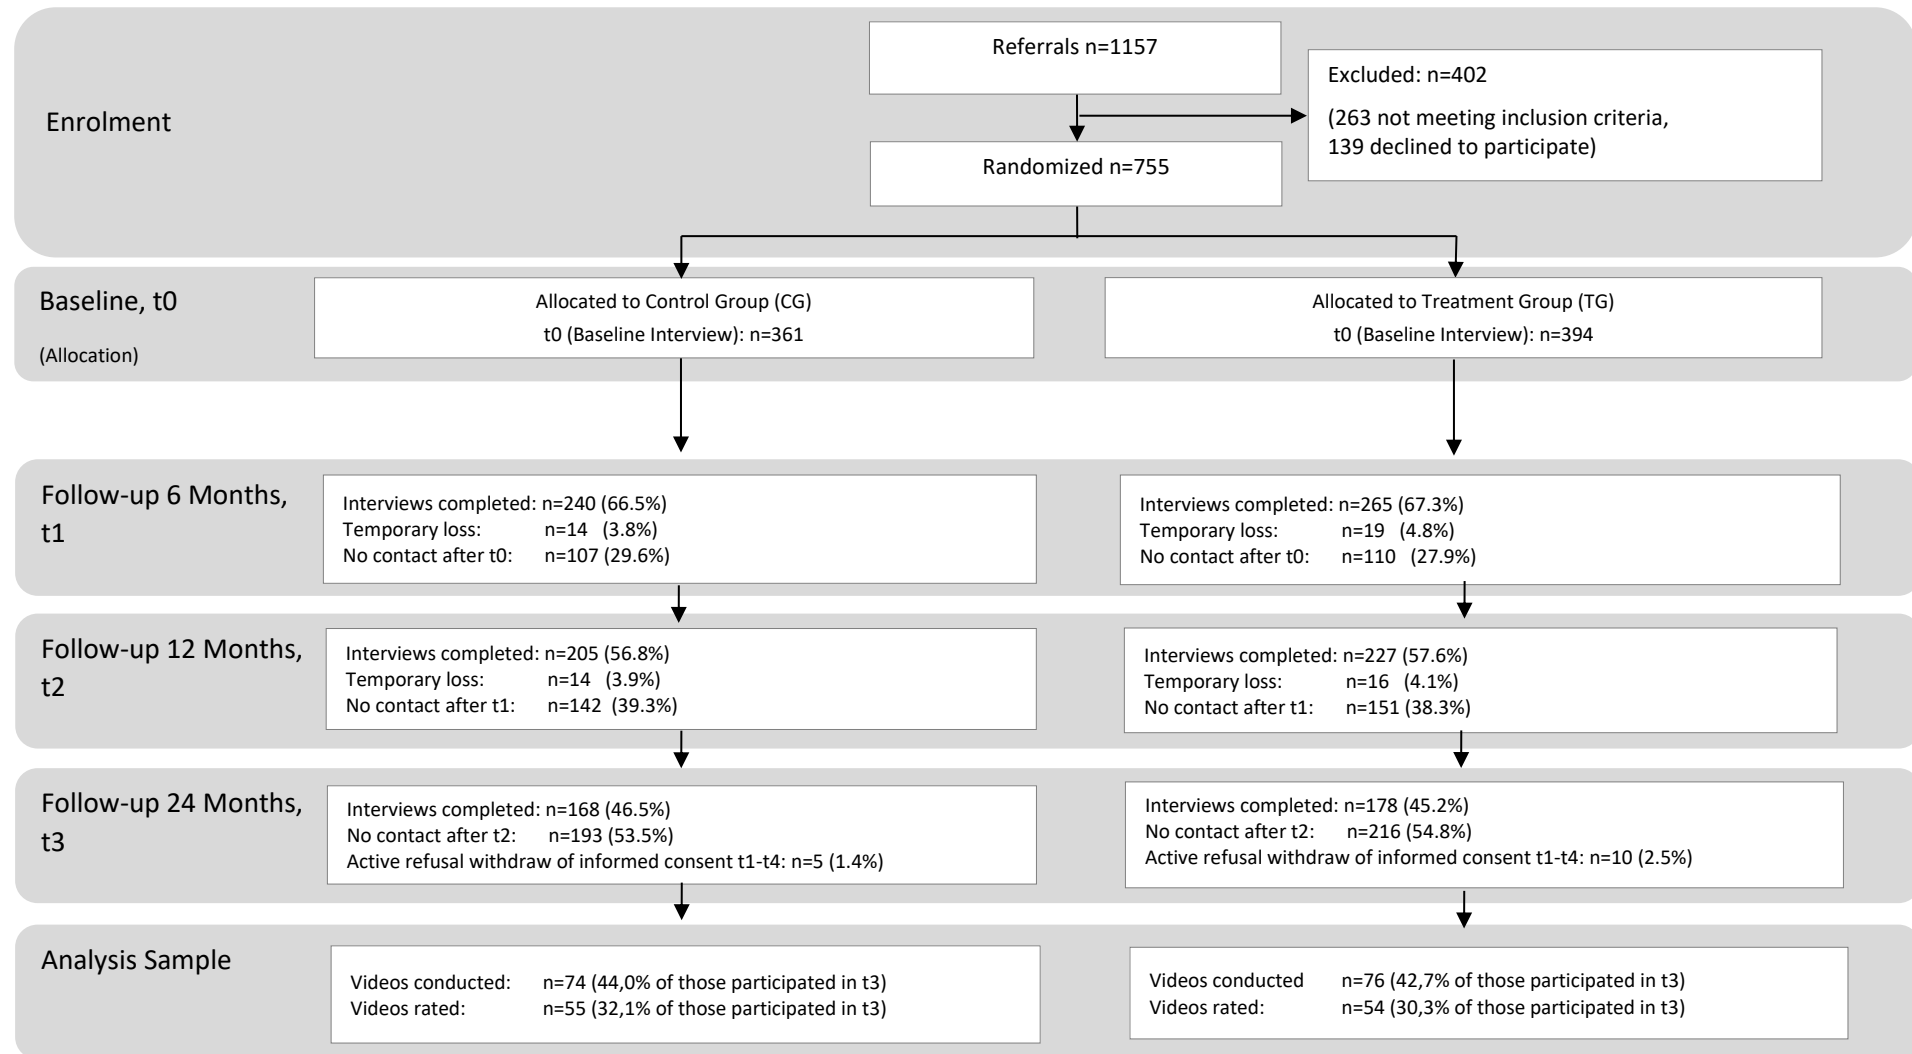 Enrolment
Referrals n=1157
Excluded: n=402
(263 not meeting inclusion criteria,
139 declined to participate)
Randomized n=755
Baseline, t0
(Allocation)
Allocated to Control Group (CG)
t0 (Baseline Interview): n=361
Allocated to Treatment Group (TG)
t0 (Baseline Interview): n=394
Follow-up 6 Months,
t1
Interviews completed: n=240 (66.5%)
Temporary loss: n=14 (3.8%)
No contact after t0: n=107 (29.6%)
Interviews completed: n=265 (67.3%)
Temporary loss: n=19 (4.8%)
No contact after t0: n=110 (27.9%)
Follow-up 12 Months,
t2
Interviews completed: n=205 (56.8%)
Temporary loss: n=14 (3.9%)
No contact after t1: n=142 (39.3%)
Interviews completed: n=227 (57.6%)
Temporary loss: n=16 (4.1%)
No contact after t1: n=151 (38.3%)
Follow-up 24 Months,
t3
Interviews completed: n=168 (46.5%)
No contact after t2: n=193 (53.5%)
Active refusal withdraw of informed consent t1-t4: n=5 (1.4%)
Interviews completed: n=178 (45.2%)
No contact after t2: n=216 (54.8%)
Active refusal withdraw of informed consent t1-t4: n=10 (2.5%)
Analysis Sample
Videos conducted: n=74 (44,0% of those participated in t3)
Videos rated: n=55 (32,1% of those participated in t3)
Videos conducted n=76 (42,7% of those participated in t3)
Videos rated: n=54 (30,3% of those participated in t3)